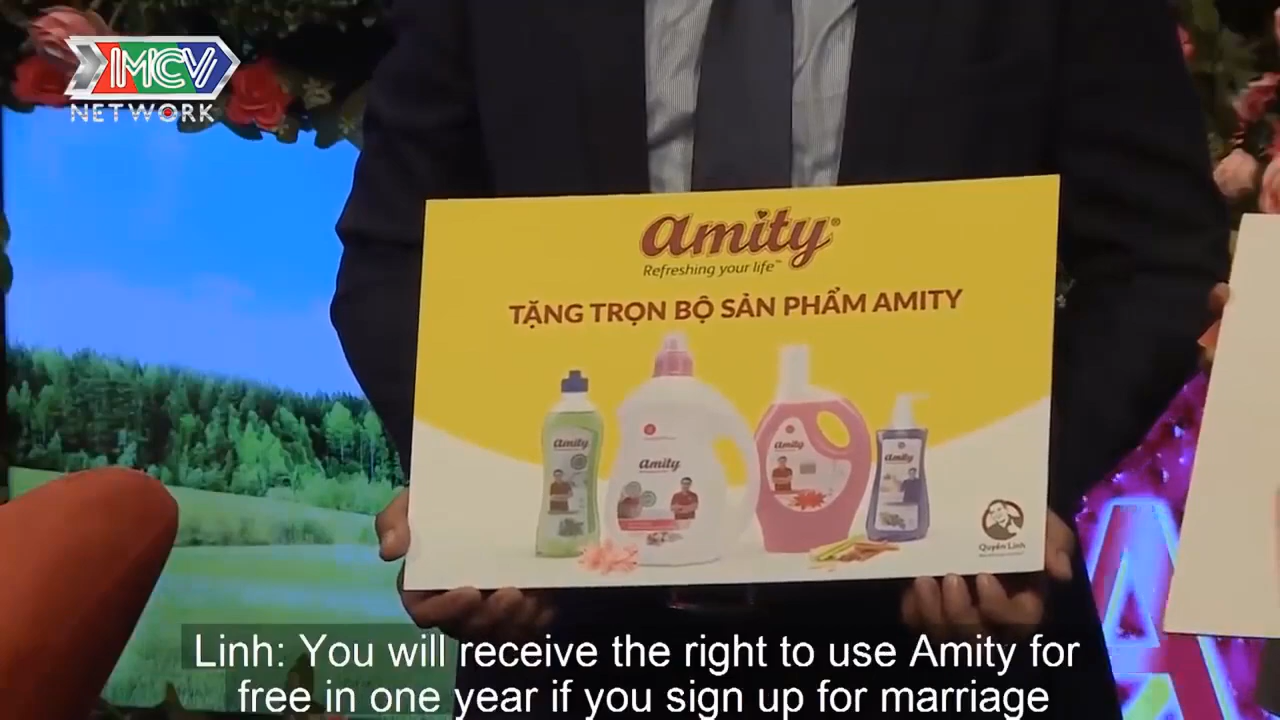 MCV
NETWORK
amity®
Refreshing your life™
TẶNG TRỌN BỘ SẢN PHẨM AMITY
amity
amity
amity
amity
Quyền Linh
Linh: You will receive the right to use Amity for
free in one year if you sign up for marriage